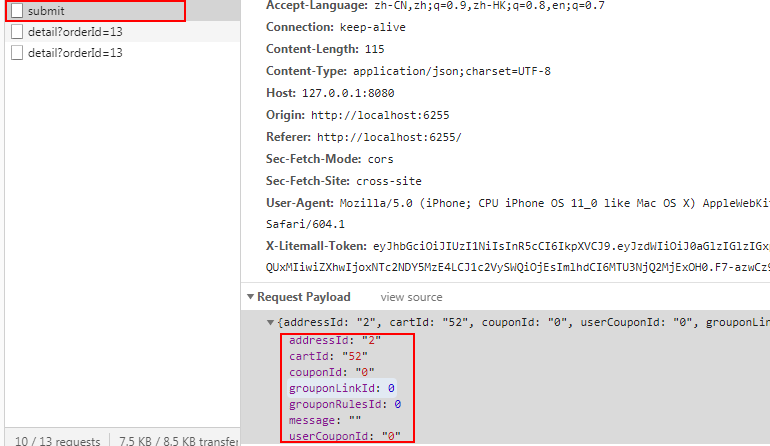 submit
detail?orderId=13
detail?orderId=13
10 / 13 requests
7.5 KB / 8.5 KB transfer
Accept-Language: zh-CN,zh;q=0.9,zh-HK;q=0.8,en;q=0.7
Connection: keep-alive
Content-Length: 115
Content-Type: application/json;charset=UTF-8
Host: 127.0.0.1:8080
Origin: http://localhost:6255
Referer: http://localhost:6255/
Sec-Fetch-Mode: cors
Sec-Fetch-Site: cross-site
User-Agent: Mozilla/5.0 (iPhone; CPU iPhone OS 11_0 like Mac OS X) AppleWebKi
Safari/604.1
X-Litemall-Token: eyJhbGciOiJIUzI1NiIsInR5cCI6IkpXVCJ9.eyJzdWIiOiJ0aGlzIGlzIGx
QUxMIiwiZXhwIjoxNTc2NDY5MzE4LCJ1c2VySWQiOjEsImlhdCI6MTU3NjQ2MjExOH0.F7-azwCz9
Request Payload view source
{addressId: "2", cartId: "52", couponId: "0", userCouponId: "0", grouponLin
addressId: "2"
cartId: "52"
couponId: "0"
grouponLinkId: 0
grouponRulesId: 0
message: ""
userCouponId: "0"